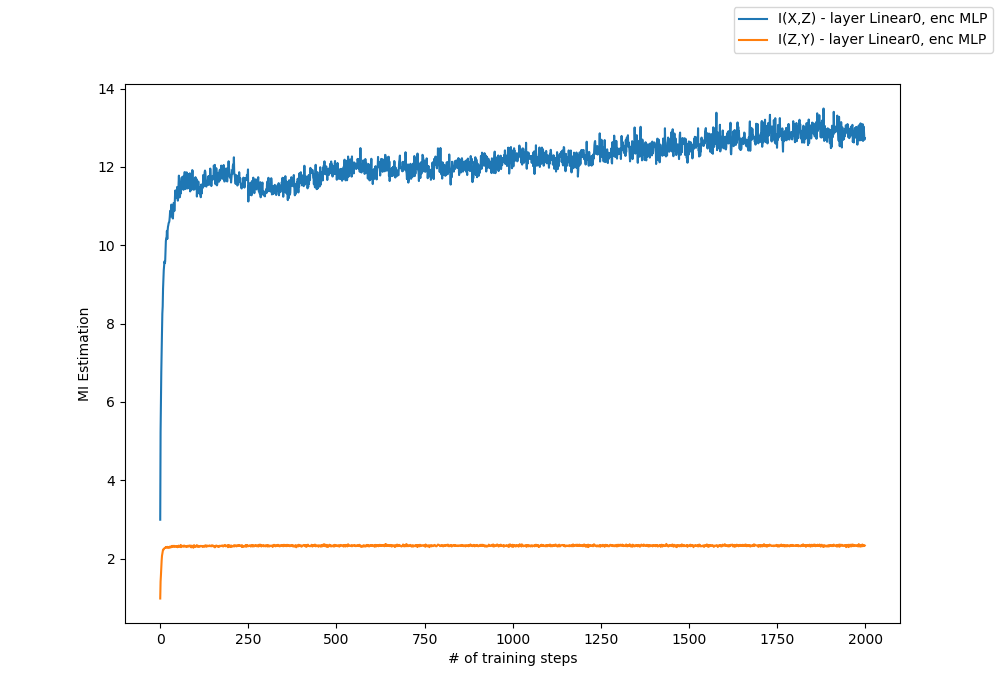 I(X,Z) - layer Linear0, enc MLP
I(Z,Y) - layer Linear0, enc MLP
14
12
10
8
6
4
2
MI Estimation
0 250 500 750 1000 1250 1500 1750 2000
# of training steps